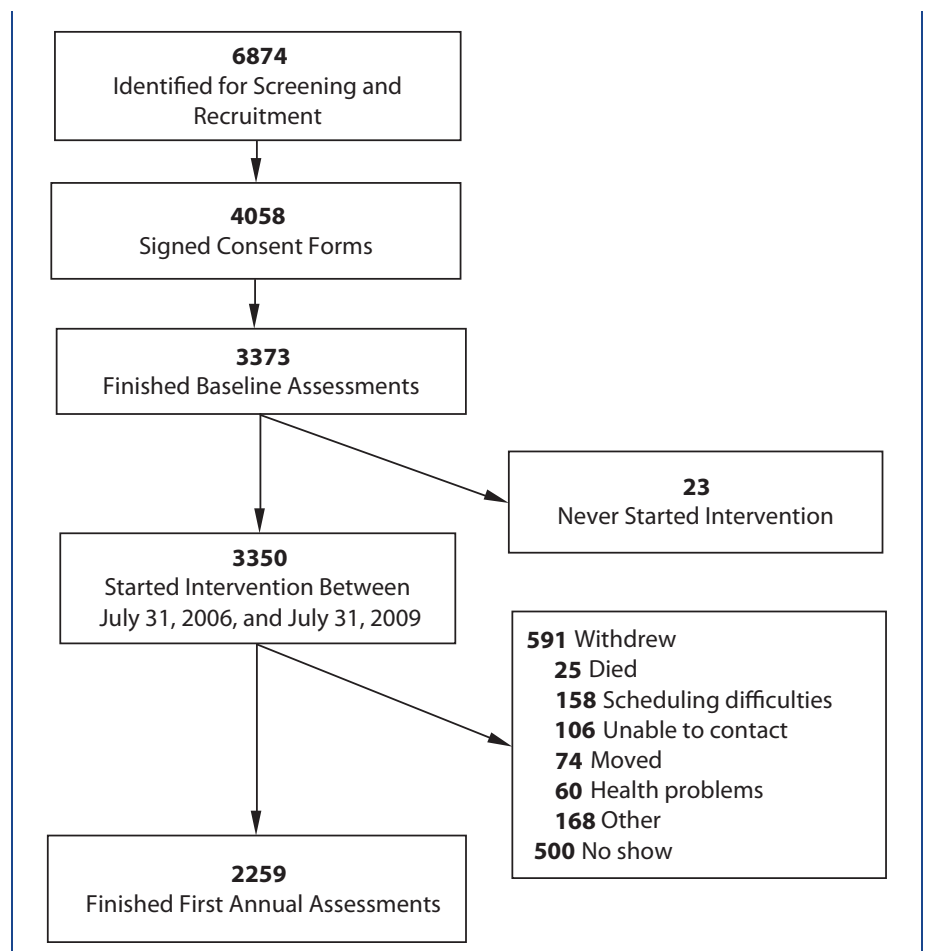 6874
Identified for Screening and
Recruitment
4058
Signed Consent Forms
3373
Finished Baseline Assessments
23
Never Started Intervention
3350
Started Intervention Between
July 31, 2006, and July 31, 2009
591 Withdrew
25 Died
158 Scheduling difficulties
106 Unable to contact
74 Moved
60 Health problems
168 Other
500 No show
2259
Finished First Annual Assessments